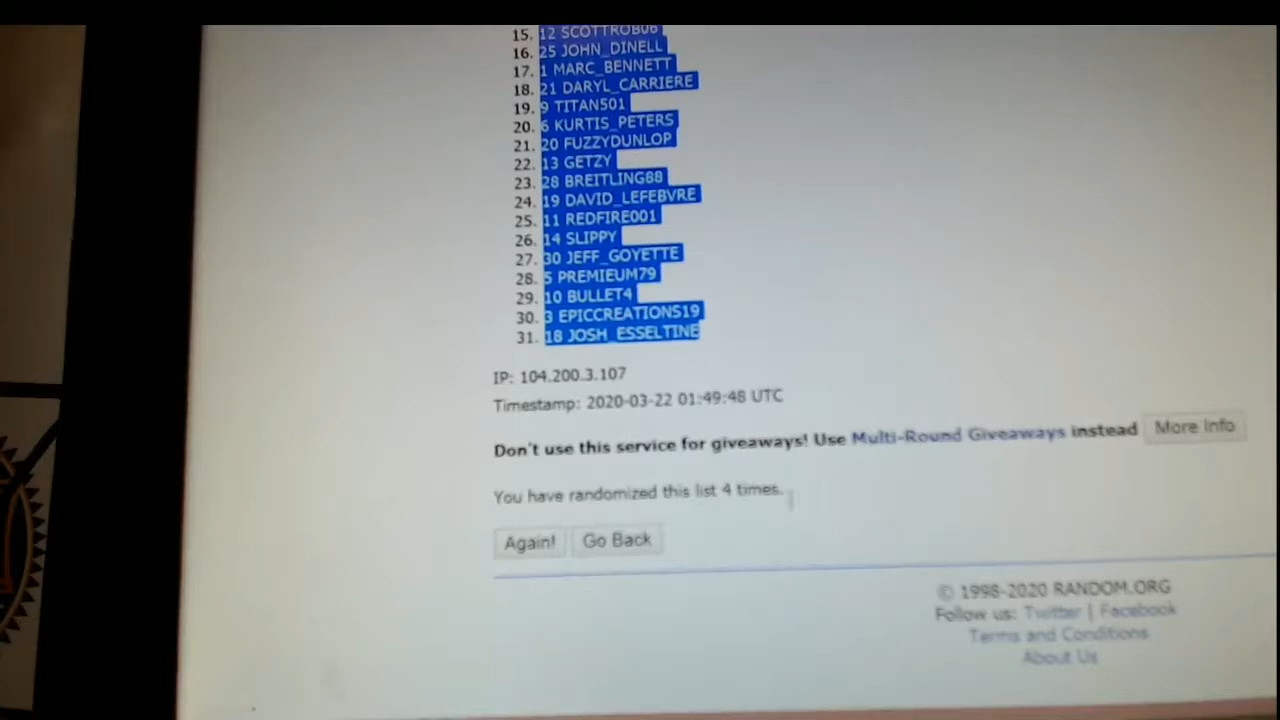 15. 12 SCOTTROB06
16. 25 JOHN_DINELL
17. 1 MARC_BENNETT
18. 21 DARYL_CARRIERE
19. 9 TITAN501
20. 6 KURTIS_PETERS
21. 20 FUZZYDUNLOP
22. 13 GETZY
23. 28 BREITLING88
24. 19 DAVID_LEFEBVRE
25. 11 REDFIRE001
26. 14 SLIPPY
27. 30 JEFF_GOYETTE
28. 5 PREMIEUM79
29. 10 BULLET4
30. 3 EPICCREATIONS19
31. 18 JOSH_ESSELTINE
IP: 104.200.3.107
Timestamp: 2020-03-22 01:49:48 UTC
Don't use this service for giveaways! Use Multi-Round Giveaways instead More Info
You have randomized this list 4 times.
Again! Go Back
© 1998-2020 RANDOM.ORG
Follow us: Twitter | Facebook
Terms and Conditions
About Us